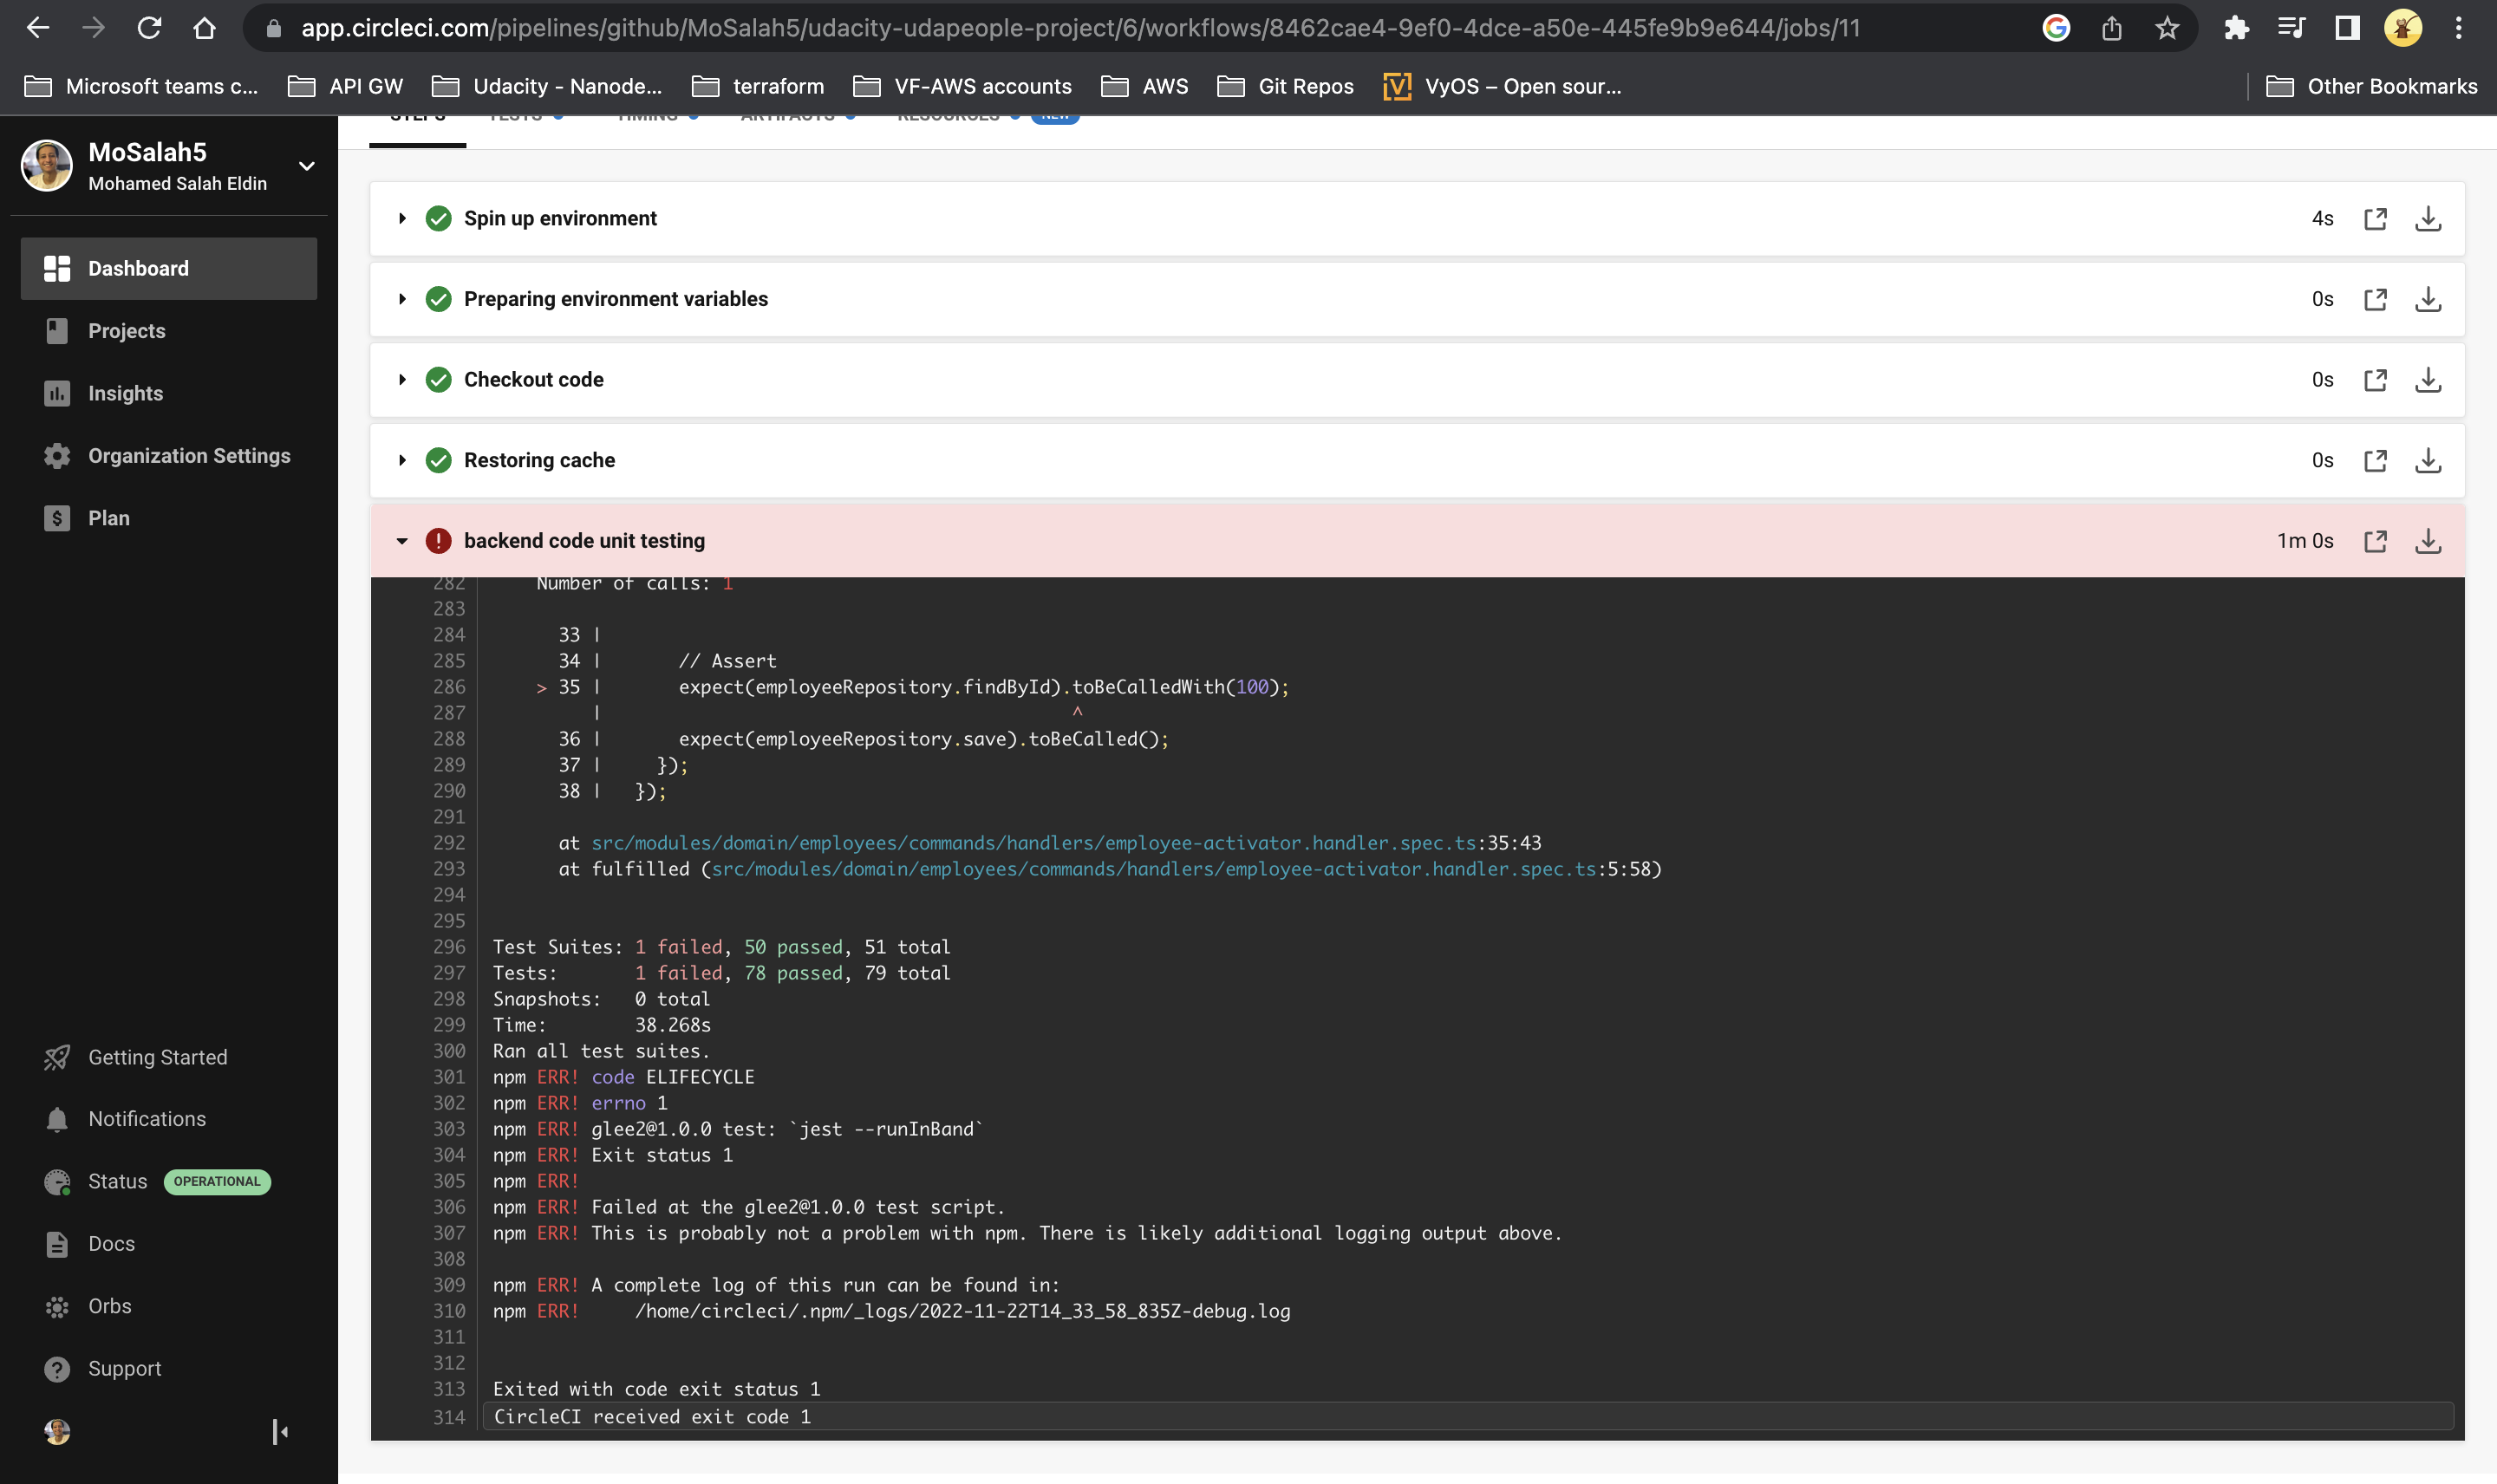 app.circleci.com/pipelines/github/MoSalah5/udacity-udapeople-project/6/workflows/8462cae4-9ef0-4dce-a50e-445fe9b9e644/jobs/11
Microsoft teams c...
API GW
Udacity - Nanode...
terraform
VF-AWS accounts
AWS
Git Repos
VyOS – Open sour...
Other Bookmarks
STEPS TESTS TIMING ARTIFACTS RESOURCES NEW
MoSalah5
Mohamed Salah Eldin
Dashboard
Projects
Insights
Organization Settings
Plan
Getting Started
Notifications
Status OPERATIONAL
Docs
Orbs
Support
Spin up environment 4s
Preparing environment variables 0s
Checkout code 0s
Restoring cache 0s
backend code unit testing 1m 0s
282 Number of calls: 1
283
284 33 |
285 34 | // Assert
286 > 35 | expect(employeeRepository.findById).toBeCalledWith(100);
287 | ^
288 36 | expect(employeeRepository.save).toBeCalled();
289 37 | });
290 38 | });
291
292 at src/modules/domain/employees/commands/handlers/employee-activator.handler.spec.ts:35:43
293 at fulfilled (src/modules/domain/employees/commands/handlers/employee-activator.handler.spec.ts:5:58)
294
295
296 Test Suites: 1 failed, 50 passed, 51 total
297 Tests: 1 failed, 78 passed, 79 total
298 Snapshots: 0 total
299 Time: 38.268s
300 Ran all test suites.
301 npm ERR! code ELIFECYCLE
302 npm ERR! errno 1
303 npm ERR! glee2@1.0.0 test: `jest --runInBand`
304 npm ERR! Exit status 1
305 npm ERR!
306 npm ERR! Failed at the glee2@1.0.0 test script.
307 npm ERR! This is probably not a problem with npm. There is likely additional logging output above.
308
309 npm ERR! A complete log of this run can be found in:
310 npm ERR! /home/circleci/.npm/_logs/2022-11-22T14_33_58_835Z-debug.log
311
312
313 Exited with code exit status 1
314 CircleCI received exit code 1